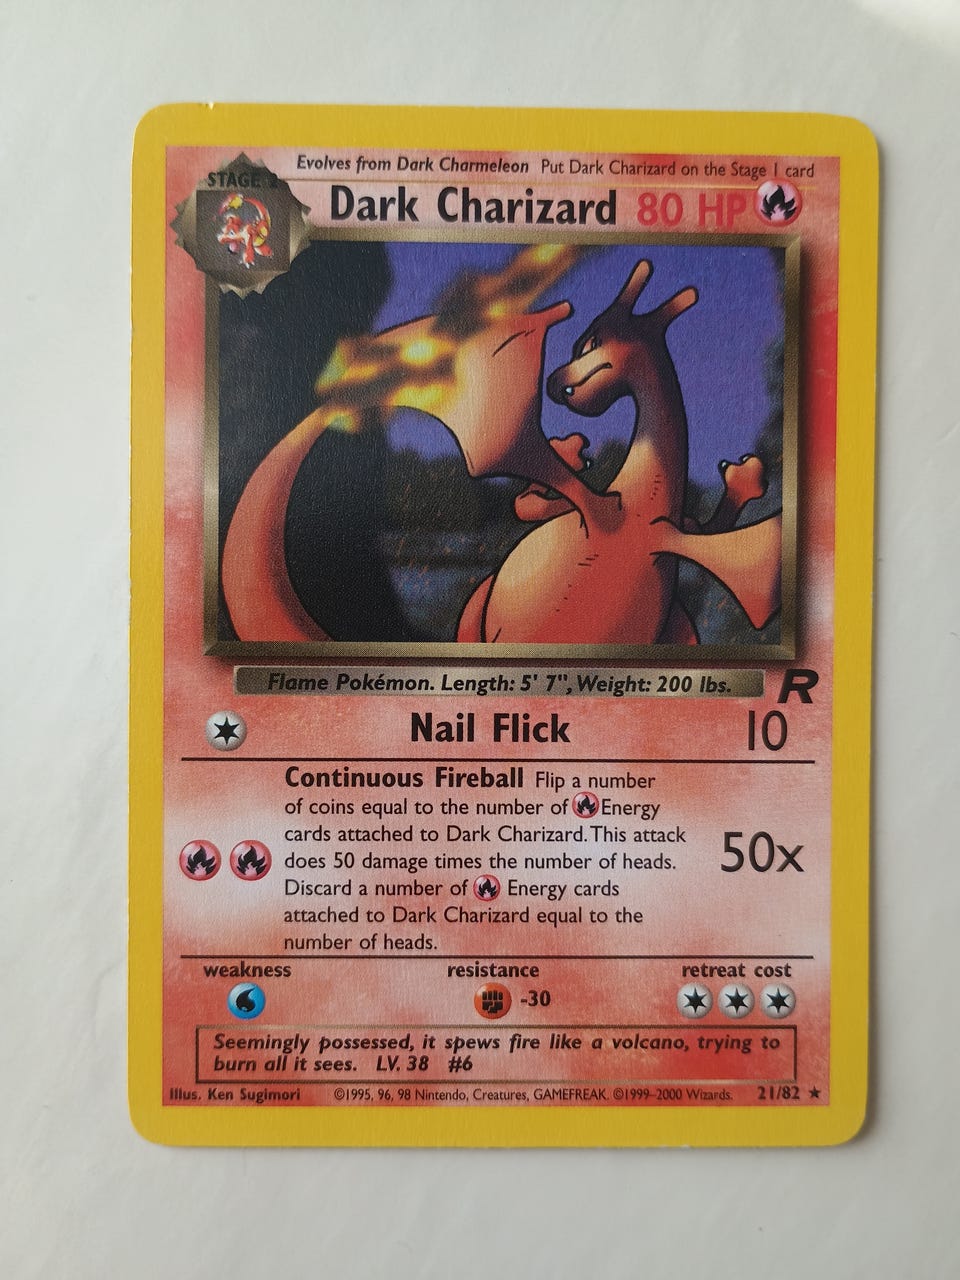 Evolves from Dark Charmeleon Put Dark Charizard on the Stage 1 card
STAGE 2
Dark Charizard 80 HP
Flame Pokémon. Length: 5' 7", Weight: 200 lbs.
R
Nail Flick 10
Continuous Fireball Flip a number
of coins equal to the number of Energy
cards attached to Dark Charizard. This attack
does 50 damage times the number of heads.
Discard a number of Energy cards
attached to Dark Charizard equal to the
number of heads.
50x
weakness resistance retreat cost
-30
Seemingly possessed, it spews fire like a volcano, trying to
burn all it sees. LV. 38 #6
Illus. Ken Sugimori ©1995, 96, 98 Nintendo, Creatures, GAMEFREAK. ©1999-2000 Wizards. 21/82 ★